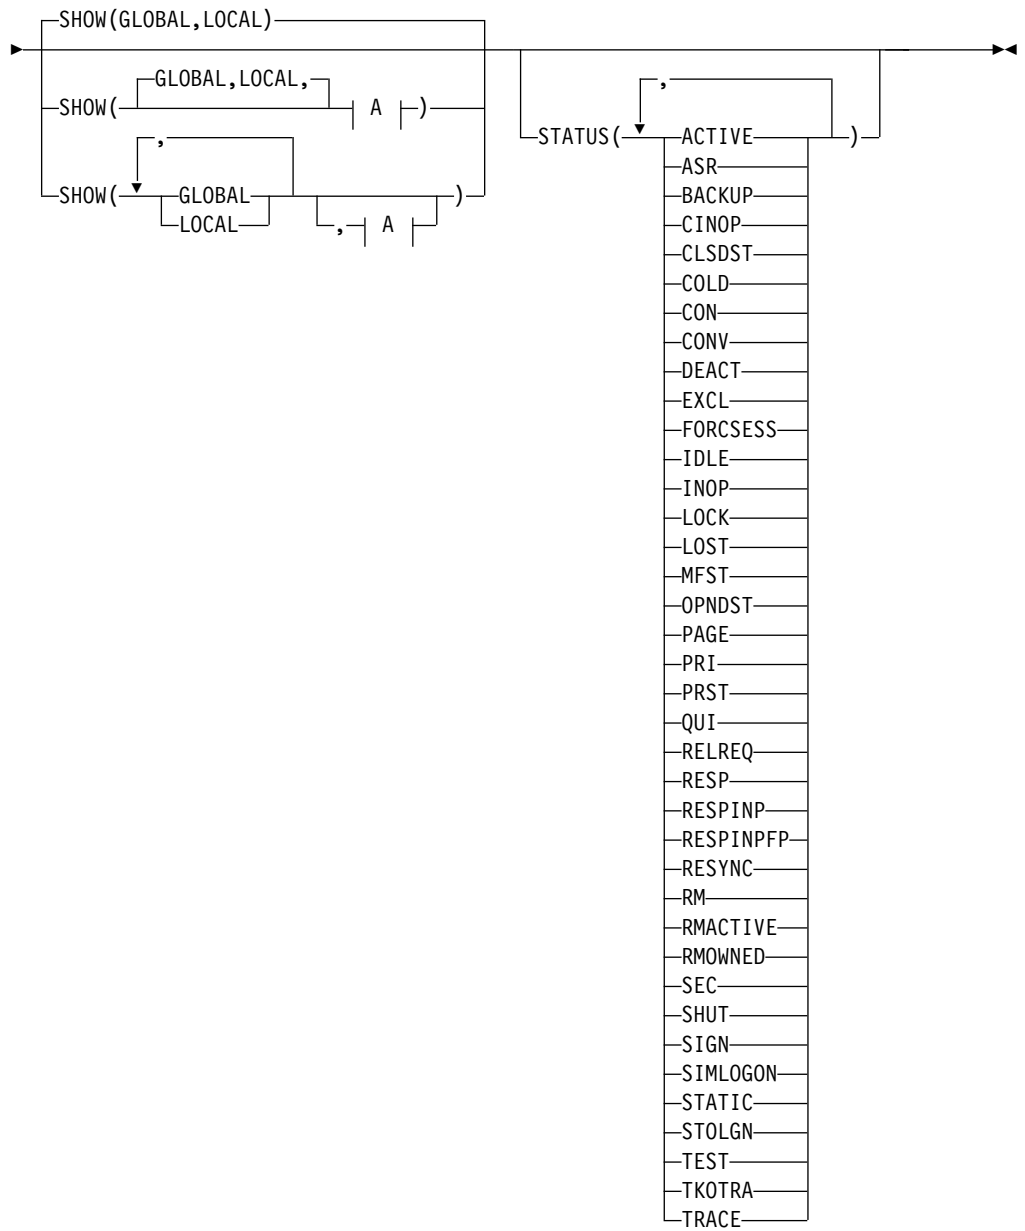 SHOW(GLOBAL,LOCAL)
SHOW( GLOBAL,LOCAL, A )
SHOW( , GLOBAL LOCAL , A )
STATUS( , ACTIVE )
ASR
BACKUP
CINOP
CLSDST
COLD
CON
CONV
DEACT
EXCL
FORCSESS
IDLE
INOP
LOCK
LOST
MFST
OPNDST
PAGE
PRI
PRST
QUI
RELREQ
RESP
RESPINP
RESPINPFP
RESYNC
RM
RMACTIVE
RMOWNED
SEC
SHUT
SIGN
SIMLOGON
STATIC
STOLGN
TEST
TKOTRA
TRACE